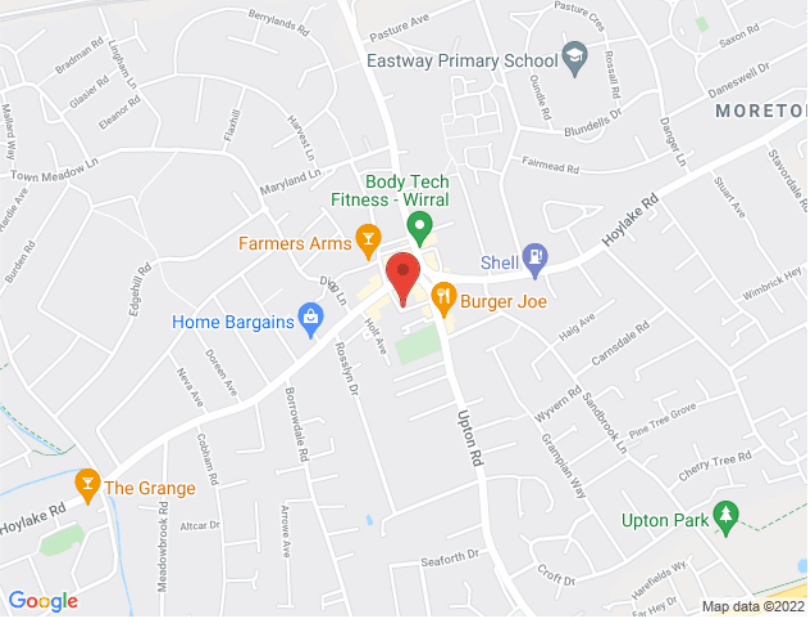 Berrylands Rd
Pasture Ave
Pasture Cres
Bradman Rd
Lingham Ln
Saxon Rd
Eastway Primary School
Rossall Rd
Oundle Rd
Daneswell Dr
Glasier Rd
Mallard Way
Eleanor Rd
Flaxhill
Harvest Ln
Blundells Dr
Danger Ln
MORETO
Town Meadow Ln
Maryland Ln
Fairmead Rd
Stavordale Rd
Stuart Ave
Hardie Ave
Body Tech
Fitness - Wirral
Hoylake Rd
Farmers Arms
Burden Rd
Edgehill Rd
Shell
Digg Ln
Wimbrick Hey
Burger Joe
Home Bargains
Holt Ave
Haig Ave
Carnsdale Rd
Rosslyn Dr
Doreen Ave
Neva Ave
Borrowdale Rd
Wyvern Rd
Sandbrook Ln
Pine Tree Grove
Upton Rd
Cobham Rd
Grampian Way
Cherry Tree Rd
The Grange
Hoylake Rd
Meadowbrook Rd
Arrowe Ave
Altcar Dr
Upton Park
Seaforth Dr
Croft Dr
Harefields Wy
Far Hey Dr
Google
Map data ©2022